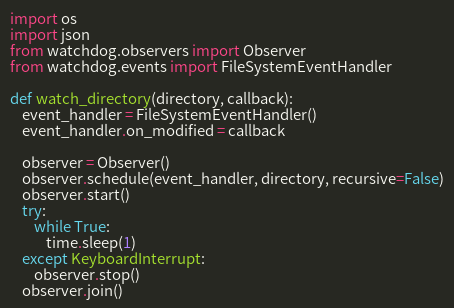 import os
import json
from watchdog.observers import Observer
from watchdog.events import FileSystemEventHandler

def watch_directory(directory, callback):
    event_handler = FileSystemEventHandler()
    event_handler.on_modified = callback

    observer = Observer()
    observer.schedule(event_handler, directory, recursive=False)
    observer.start()
    try:
        while True:
            time.sleep(1)
    except KeyboardInterrupt:
        observer.stop()
    observer.join()